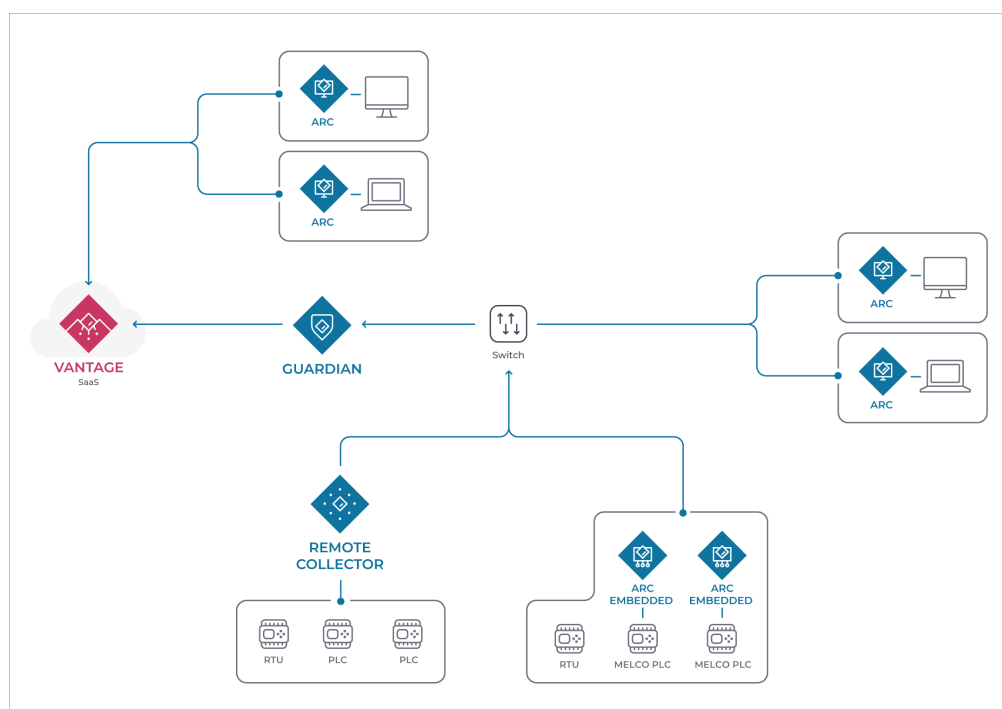 ARC
ARC
ARC
ARC
VANTAGE
SaaS
GUARDIAN
Switch
REMOTE
COLLECTOR
RTU
PLC
PLC
ARC
EMBEDDED
ARC
EMBEDDED
RTU
MELCO PLC
MELCO PLC